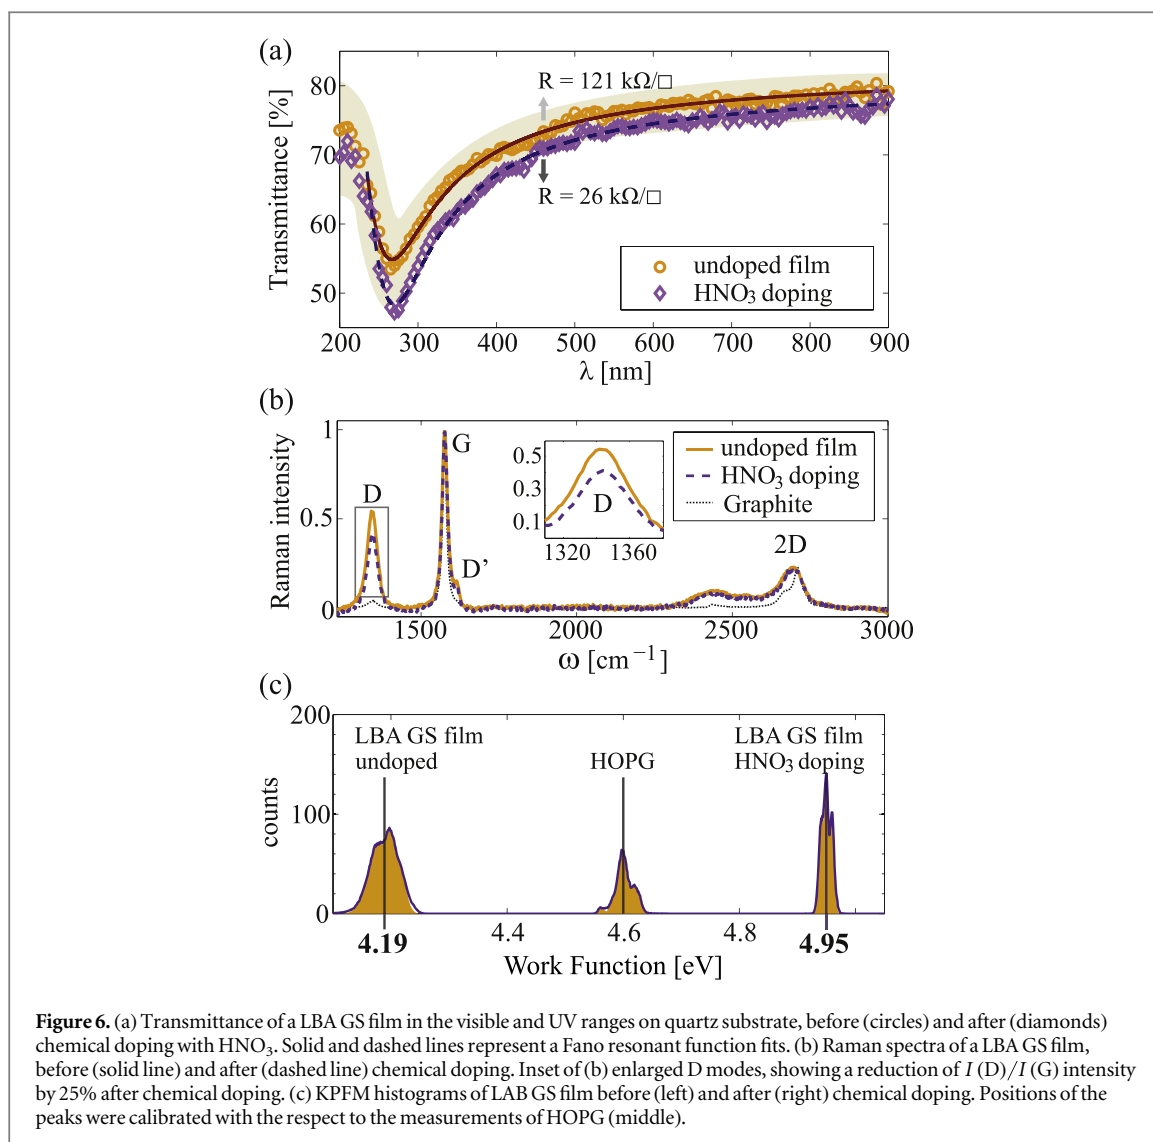 (a)
Transmittance [%]
80
70
60
50
R = 121 kΩ/□
R = 26 kΩ/□
undoped film
HNO₃ doping
200 300 400 500 600 700 800 900
λ [nm]
(b)
Raman intensity
1
0.5
0
D
G
D'
2D
0.5
0.3
0.1
D
1320 1360
undoped film
HNO₃ doping
Graphite
1500 2000 2500 3000
ω [cm⁻¹]
(c)
counts
200
100
0
LBA GS film
undoped
HOPG
LBA GS film
HNO₃ doping
4.19 4.4 4.6 4.8 4.95
Work Function [eV]
Figure 6. (a) Transmittance of a LBA GS film in the visible and UV ranges on quartz substrate, before (circles) and after (diamonds)
chemical doping with HNO₃. Solid and dashed lines represent a Fano resonant function fits. (b) Raman spectra of a LBA GS film,
before (solid line) and after (dashed line) chemical doping. Inset of (b) enlarged D modes, showing a reduction of I (D)/I (G) intensity
by 25% after chemical doping. (c) KPFM histograms of LAB GS film before (left) and after (right) chemical doping. Positions of the
peaks were calibrated with the respect to the measurements of HOPG (middle).